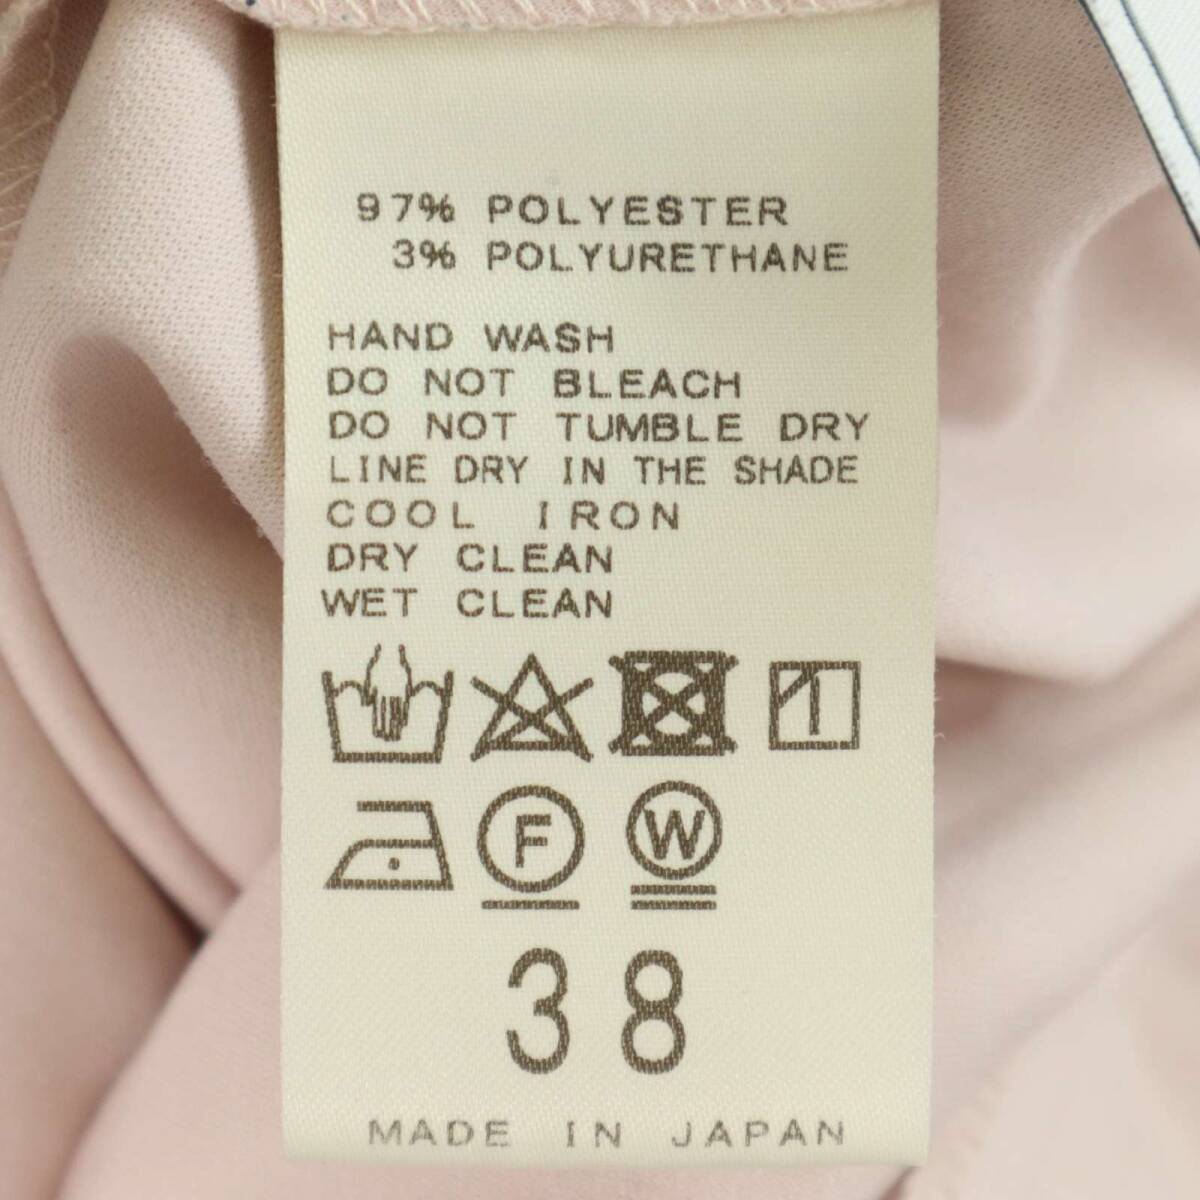 97% POLYESTER
3% POLYURETHANE
HAND WASH
DO NOT BLEACH
DO NOT TUMBLE DRY
LINE DRY IN THE SHADE
COOL IRON
DRY CLEAN
WET CLEAN
F W
38
MADE IN JAPAN